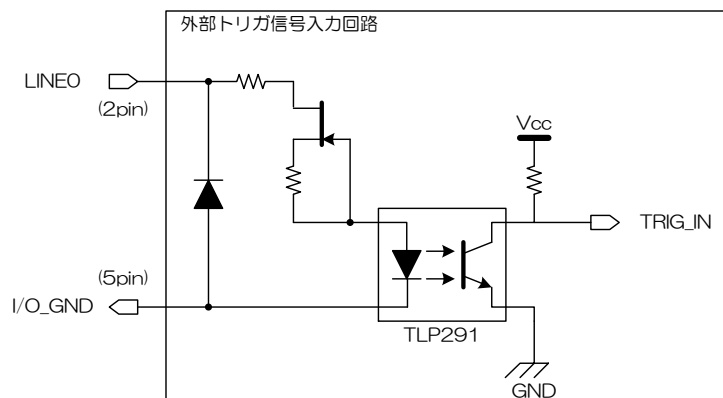 外部トリガ信号入力回路
LINE0
(2pin)
Vcc
TRIG_IN
(5pin)
I/O_GND
TLP291
GND